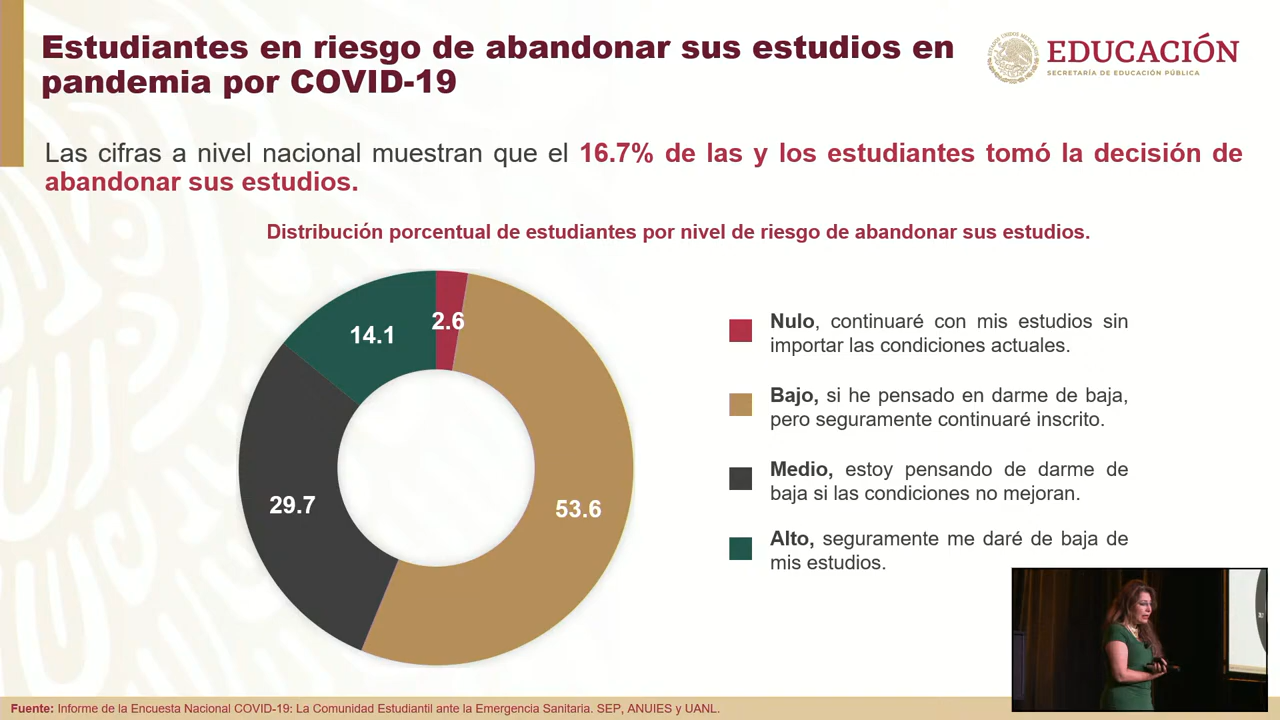 Estudiantes en riesgo de abandonar sus estudios en
pandemia por COVID-19
EDUCACIÓN
SECRETARÍA DE EDUCACIÓN PÚBLICA
Las cifras a nivel nacional muestran que el 16.7% de las y los estudiantes tomó la decisión de
abandonar sus estudios.
Distribución porcentual de estudiantes por nivel de riesgo de abandonar sus estudios.
2.6
14.1
29.7
53.6
Nulo, continuaré con mis estudios sin
importar las condiciones actuales.
Bajo, si he pensado en darme de baja,
pero seguramente continuaré inscrito.
Medio, estoy pensando de darme de
baja si las condiciones no mejoran.
Alto, seguramente me daré de baja de
mis estudios.
Fuente: Informe de la Encuesta Nacional COVID-19: La Comunidad Estudiantil ante la Emergencia Sanitaria. SEP, ANUIES y UANL.